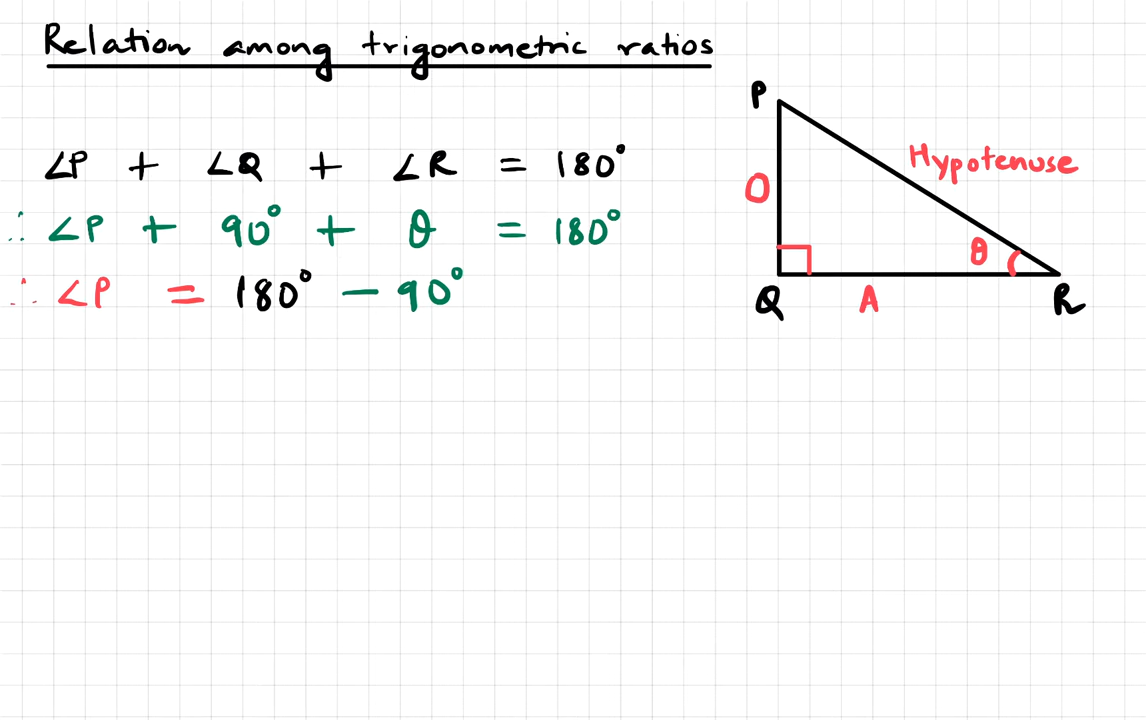 Relation among trigonometric ratios
∠P + ∠Q + ∠R = 180°
∴ ∠P + 90° + θ = 180°
∴ ∠P = 180° − 90°
P
Hypotenuse
O
θ
Q
A
R